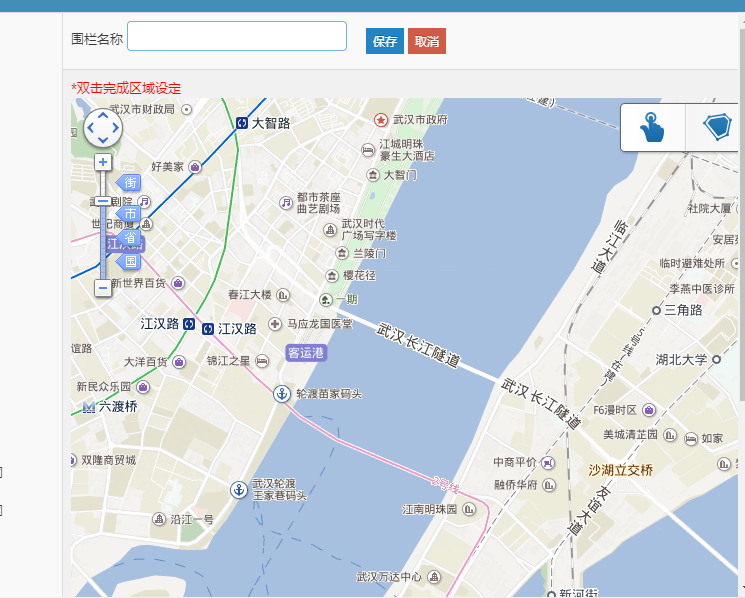 围栏名称
保存
取消
*双击完成区域设定
武汉市财政局
大智路
武汉市政府
江城明珠
豪生大酒店
好美家
大智门
街
都市茶座
曲艺剧场
市
社院大厦
世纪商厦
武汉时代
广场写字楼
临江大道
省
兰陵门
国
临时避难处所
樱花径
新世界百货
李燕中医诊所
春江大楼
一期
三角路
江汉路
江汉路
马应龙国医堂
武汉长江隧道
5号线(在建)
谊路
客运港
大洋百货
锦江之星
湖北大学
新民众乐园
轮渡苗家码头
武汉长江隧道
六渡桥
F6漫时区
美城清芷园
如家
双隆商贸城
中商平价
沙湖立交桥
2号线
武汉轮渡
王家巷码头
融侨华府
友谊大道
江南明珠园
沿江一号
武汉万达中心
新河街